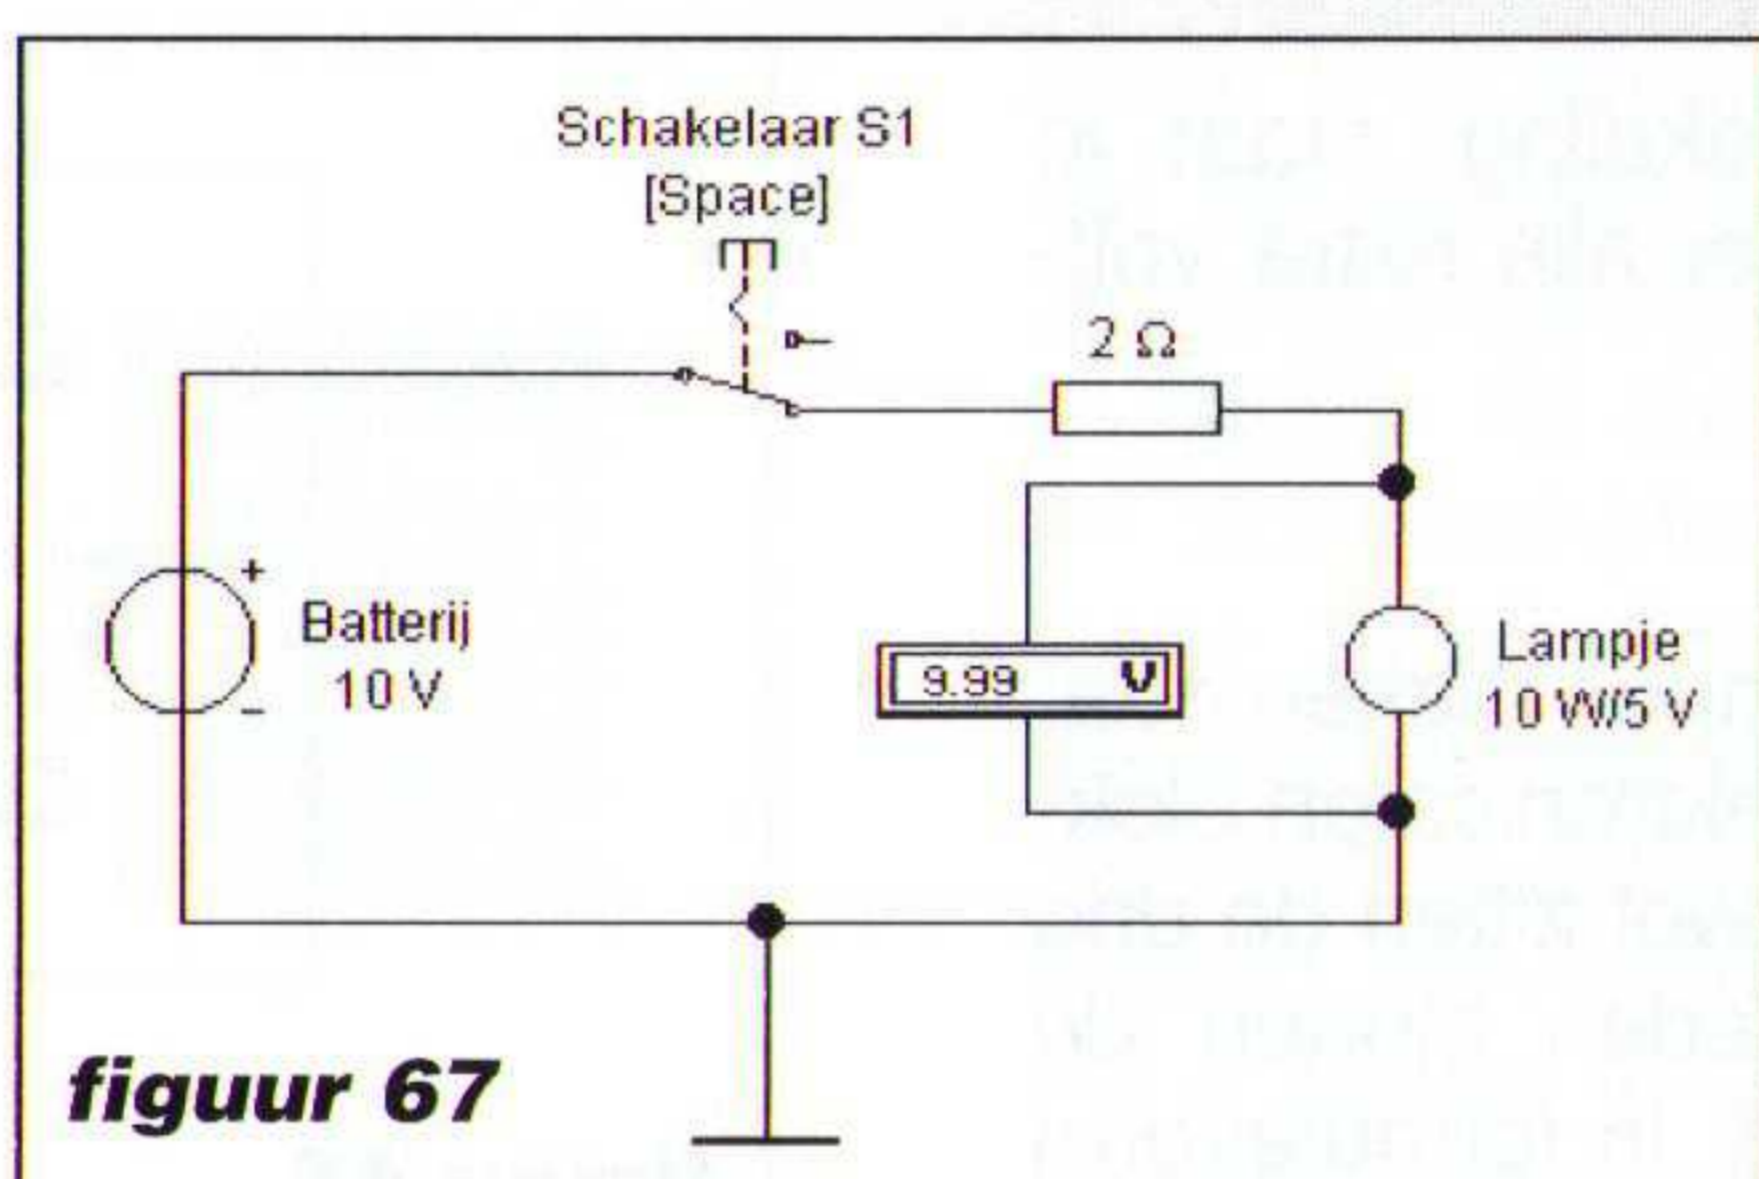 Schakelaar S1
[Space]
2 Ω
+
Batterij
10 V
−
9.99 V
Lampje
10 W/5 V
figuur 67